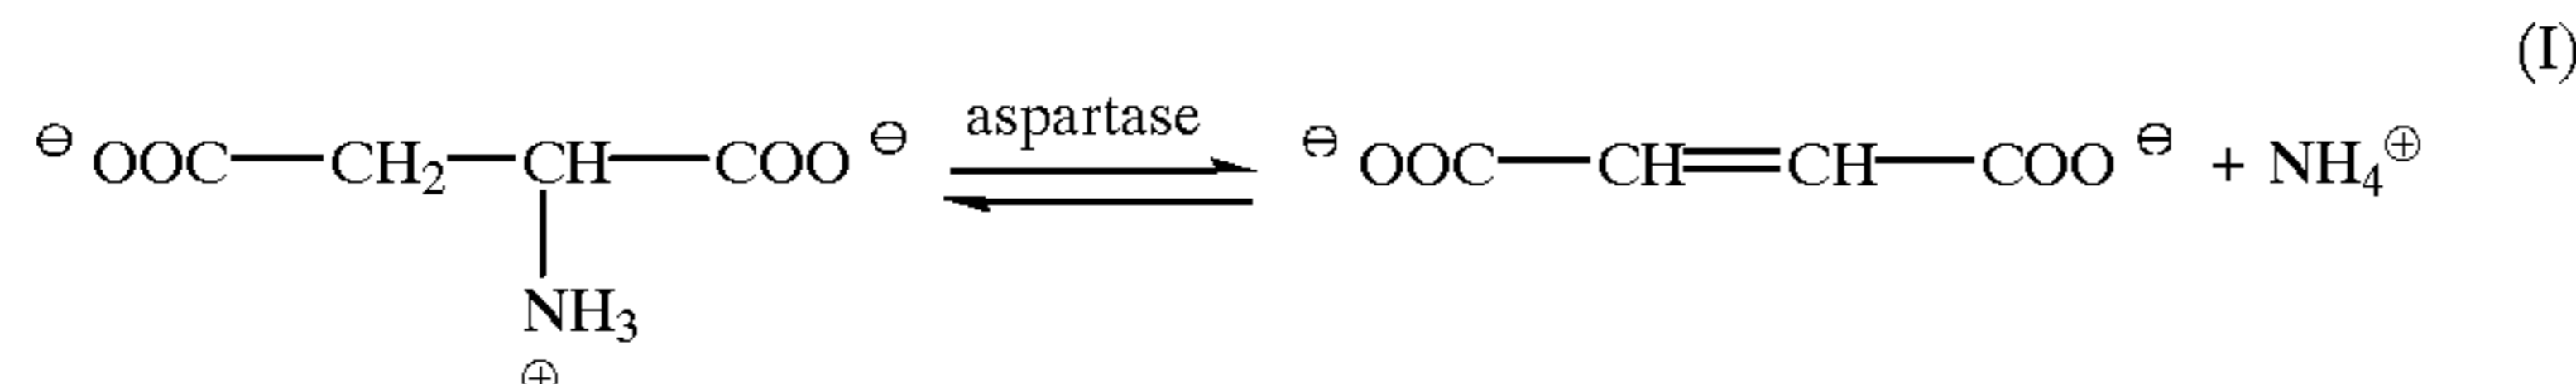 (I)
aspartase
⊖ OOC—CH₂—CH—COO ⊖ ⇌ ⊖ OOC—CH=CH—COO ⊖ + NH₄⊕
NH₃
⊕